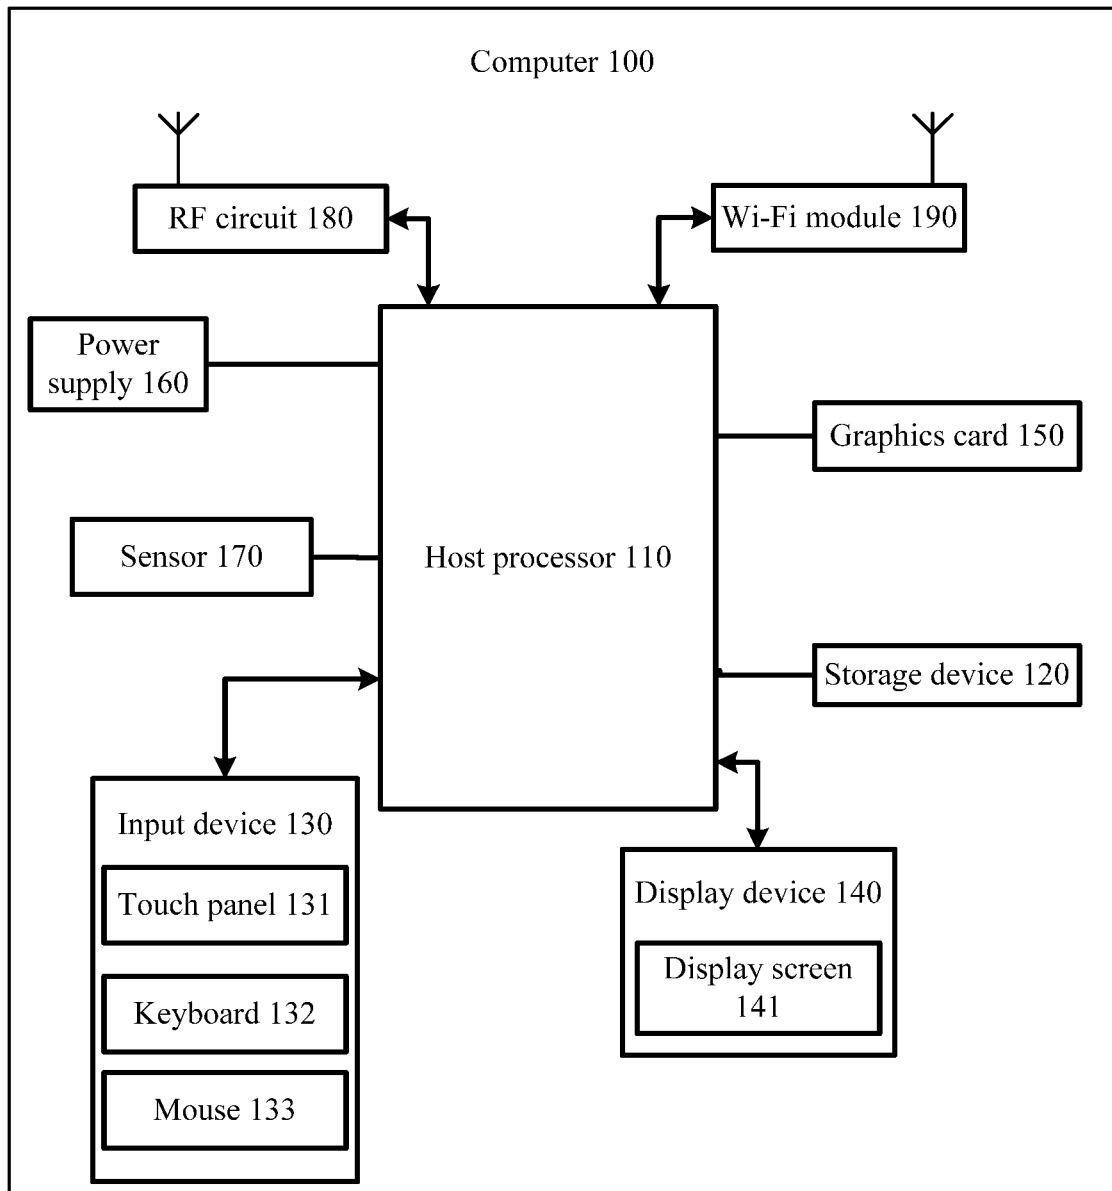 Computer 100
RF circuit 180
Wi-Fi module 190
Power
supply 160
Graphics card 150
Sensor 170
Host processor 110
Storage device 120
Input device 130
Touch panel 131
Keyboard 132
Mouse 133
Display device 140
Display screen
141